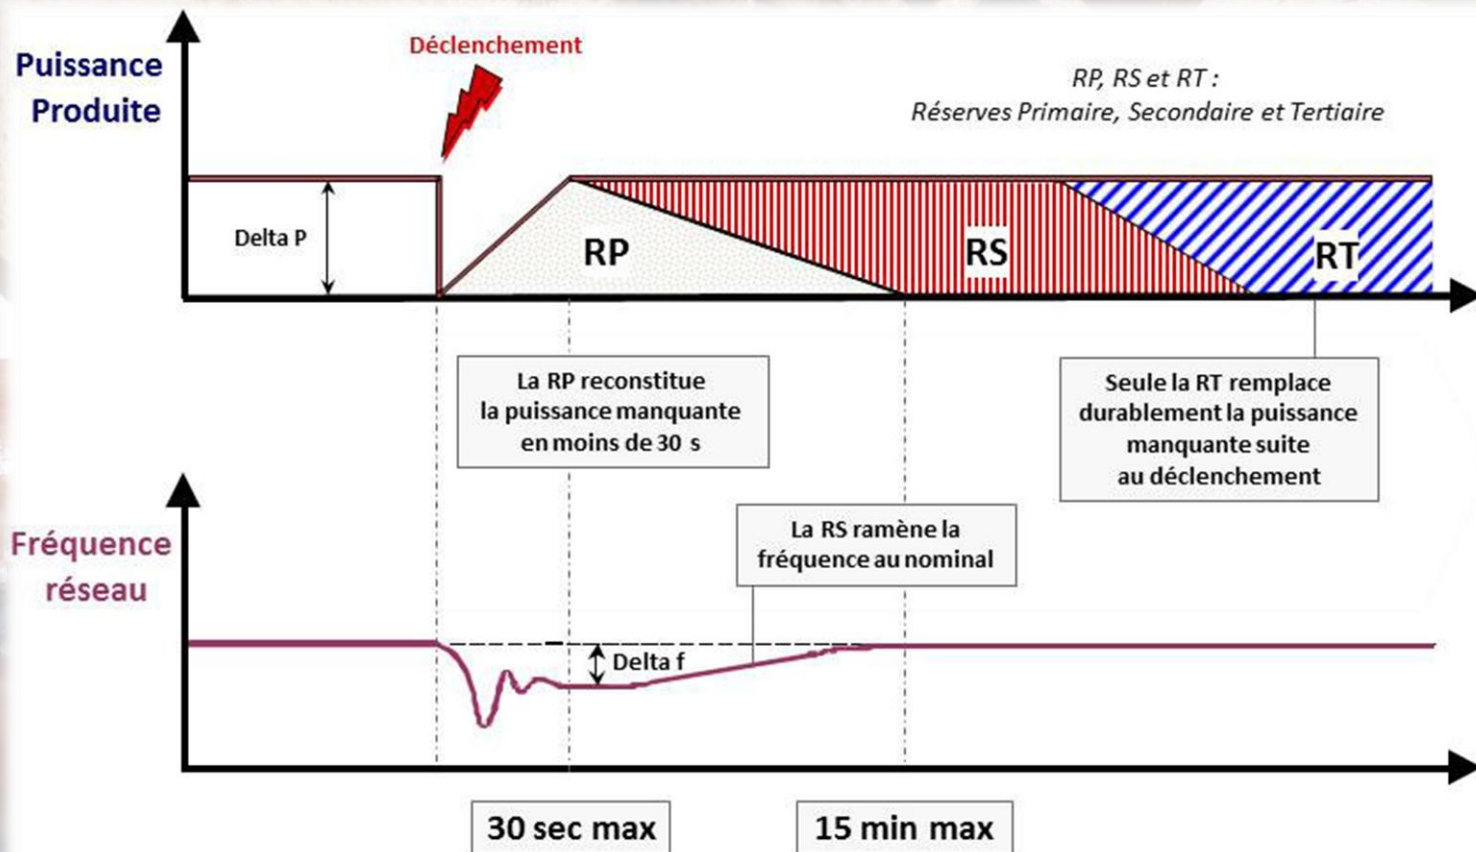 Déclenchement
Puissance
Produite
RP, RS et RT :
Réserves Primaire, Secondaire et Tertiaire
Delta P
RP
RS
RT
La RP reconstitue
la puissance manquante
en moins de 30 s
Seule la RT remplace
durablement la puissance
manquante suite
au déclenchement
La RS ramène la
fréquence au nominal
Fréquence
réseau
Delta f
30 sec max
15 min max